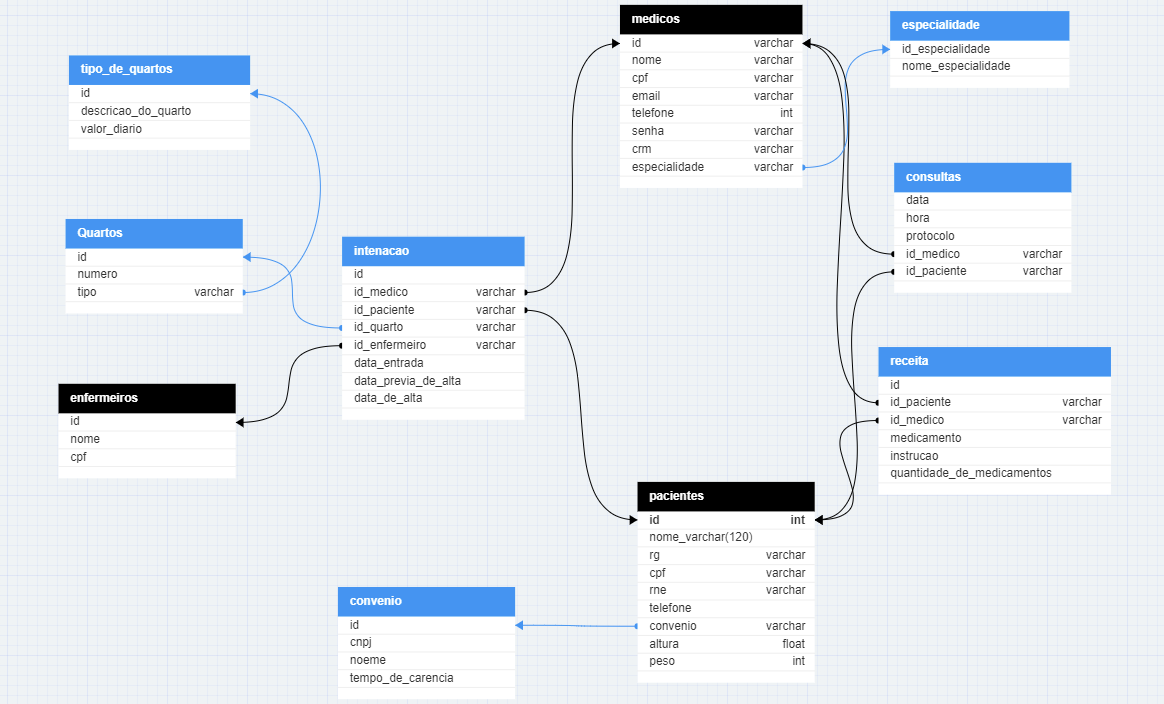 medicos
id varchar
nome varchar
cpf varchar
email varchar
telefone int
senha varchar
crm varchar
especialidade varchar
especialidade
id_especialidade
nome_especialidade
tipo_de_quartos
id
descricao_do_quarto
valor_diario
consultas
data
hora
protocolo
id_medico varchar
id_paciente varchar
Quartos
id
numero
tipo varchar
intenacao
id
id_medico varchar
id_paciente varchar
id_quarto varchar
id_enfermeiro varchar
data_entrada
data_previa_de_alta
data_de_alta
receita
id
id_paciente varchar
id_medico varchar
medicamento
instrucao
quantidade_de_medicamentos
enfermeiros
id
nome
cpf
pacientes
id int
nome_varchar(120)
rg varchar
cpf varchar
rne varchar
telefone
convenio varchar
altura float
peso int
convenio
id
cnpj
noeme
tempo_de_carencia